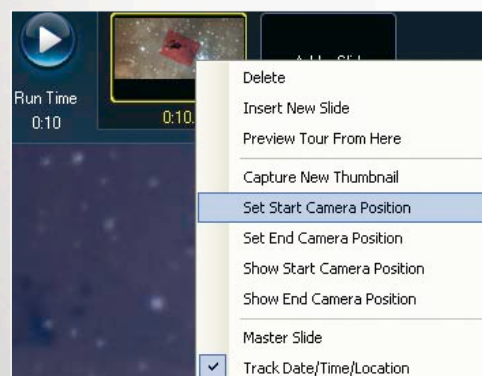 Run Time
0:10
0:10.
Delete
Insert New Slide
Preview Tour From Here
Capture New Thumbnail
Set Start Camera Position
Set End Camera Position
Show Start Camera Position
Show End Camera Position
Master Slide
Track Date/Time/Location